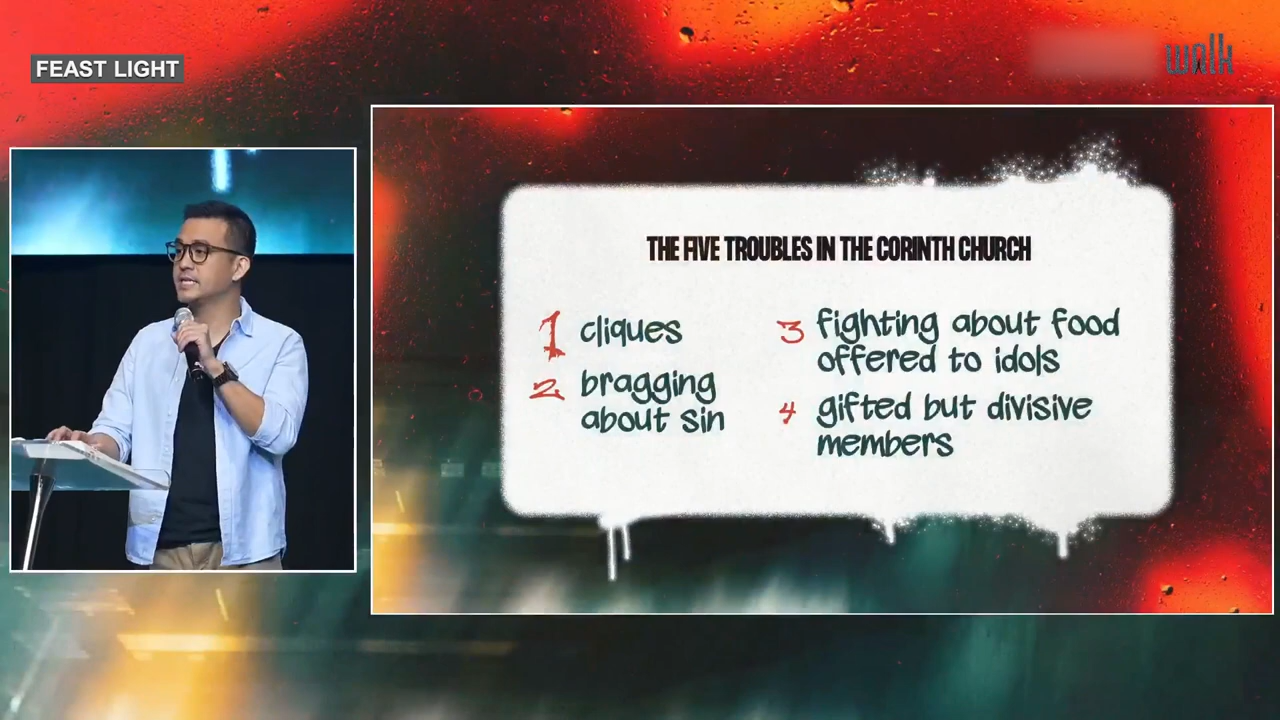 FEAST LIGHT
walk
THE FIVE TROUBLES IN THE CORINTH CHURCH
1 cliques
2 bragging
about sin
3 fighting about food
offered to idols
4 gifted but divisive
members